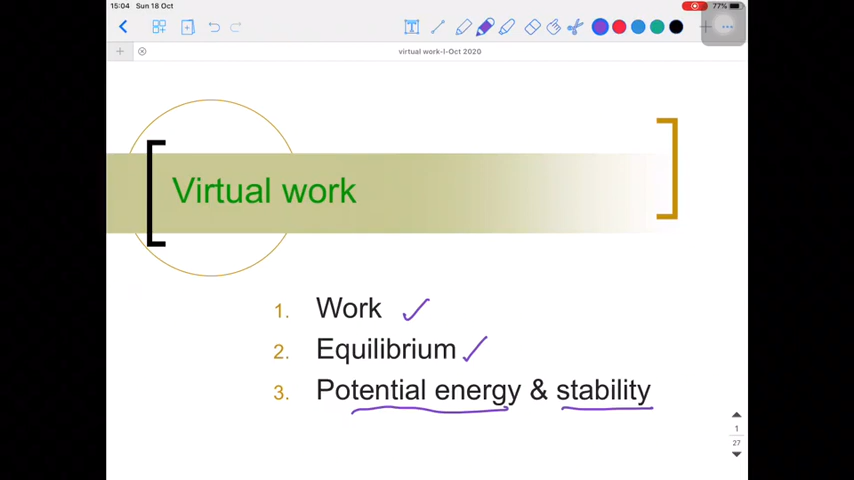 15:04 Sun 18 Oct 77%
virtual work-I-Oct 2020
Virtual work
1. Work
2. Equilibrium
3. Potential energy & stability
1
27